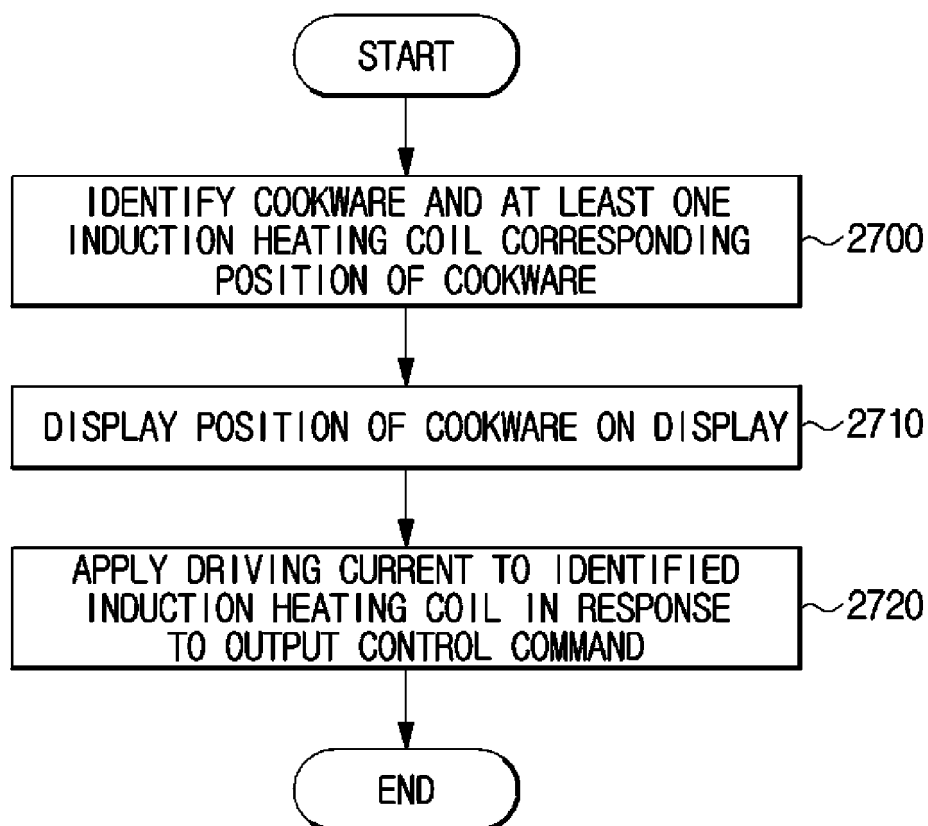 START
IDENTIFY COOKWARE AND AT LEAST ONE
INDUCTION HEATING COIL CORRESPONDING
POSITION OF COOKWARE
2700
DISPLAY POSITION OF COOKWARE ON DISPLAY
2710
APPLY DRIVING CURRENT TO IDENTIFIED
INDUCTION HEATING COIL IN RESPONSE
TO OUTPUT CONTROL COMMAND
2720
END